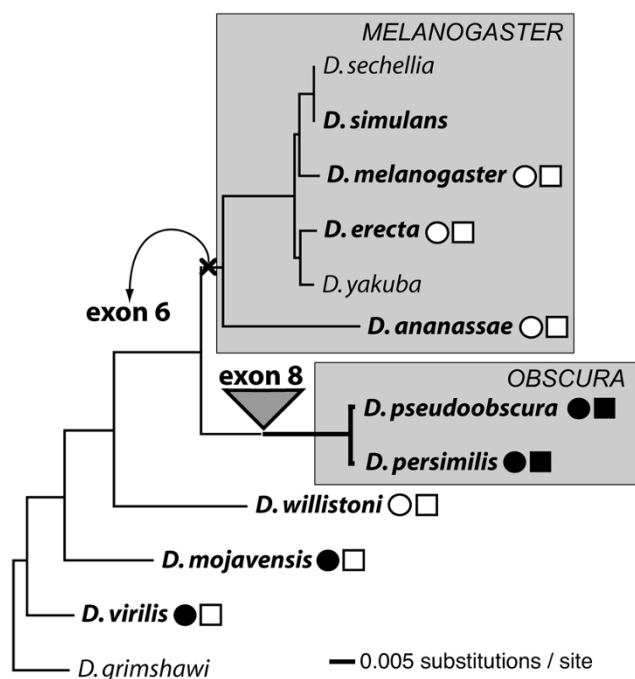 MELANOGASTER
D. sechellia
D. simulans
D. melanogaster
D. erecta
D. yakuba
exon 6
D. ananassae
exon 8
OBSCURA
D. pseudoobscura
D. persimilis
D. willistoni
D. mojavensis
D. virilis
D. grimshawi
0.005 substitutions / site